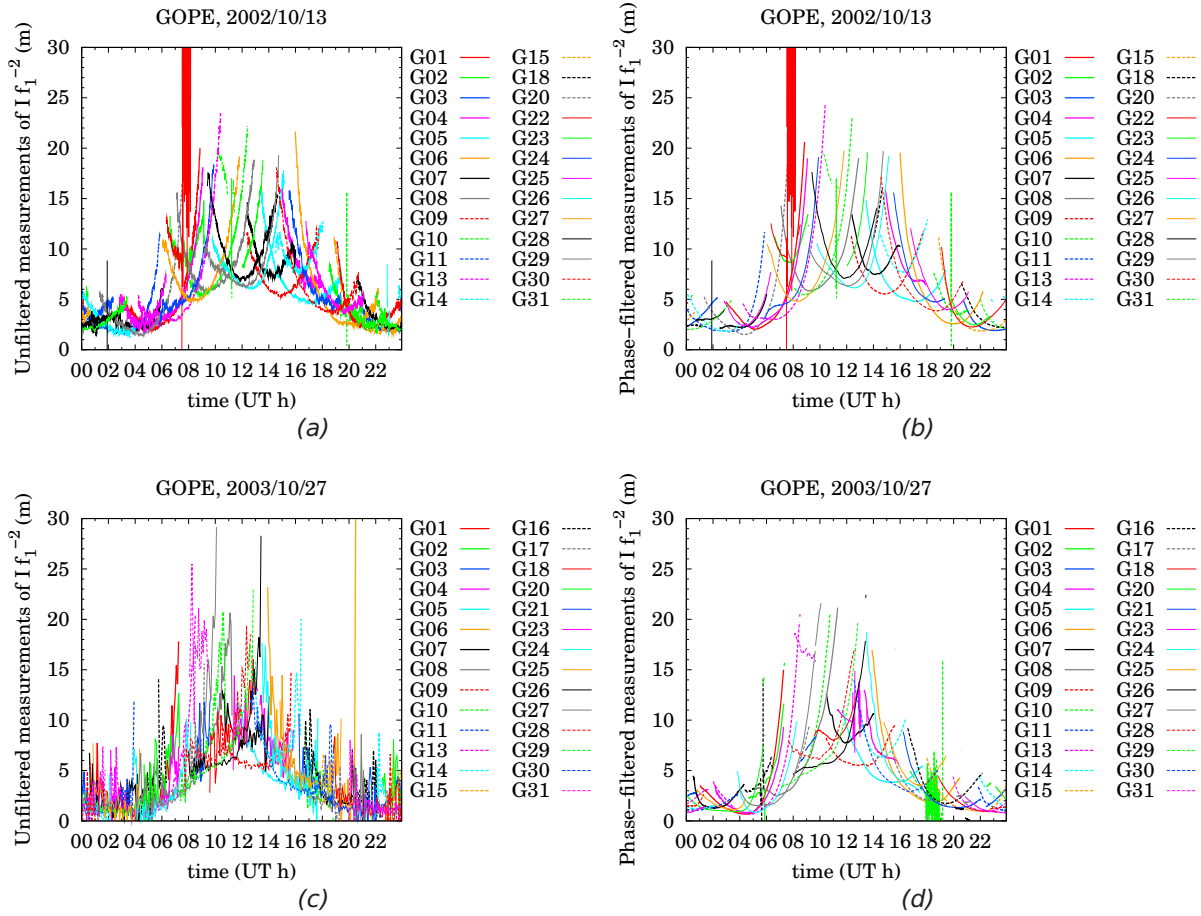 GOPE, 2002/10/13
Unfiltered measurements of I f₁⁻² (m)
30
25
20
15
10
5
0
00 02 04 06 08 10 12 14 16 18 20 22
time (UT h)
(a)
G01 G15
G02 G18
G03 G20
G04 G22
G05 G23
G06 G24
G07 G25
G08 G26
G09 G27
G10 G28
G11 G29
G13 G30
G14 G31
GOPE, 2002/10/13
Phase−filtered measurements of I f₁⁻² (m)
30
25
20
15
10
5
0
00 02 04 06 08 10 12 14 16 18 20 22
time (UT h)
(b)
G01 G15
G02 G18
G03 G20
G04 G22
G05 G23
G06 G24
G07 G25
G08 G26
G09 G27
G10 G28
G11 G29
G13 G30
G14 G31
GOPE, 2003/10/27
Unfiltered measurements of I f₁⁻² (m)
30
25
20
15
10
5
0
00 02 04 06 08 10 12 14 16 18 20 22
time (UT h)
(c)
G01 G16
G02 G17
G03 G18
G04 G20
G05 G21
G06 G23
G07 G24
G08 G25
G09 G26
G10 G27
G11 G28
G13 G29
G14 G30
G15 G31
GOPE, 2003/10/27
Phase−filtered measurements of I f₁⁻² (m)
30
25
20
15
10
5
0
00 02 04 06 08 10 12 14 16 18 20 22
time (UT h)
(d)
G01 G16
G02 G17
G03 G18
G04 G20
G05 G21
G06 G23
G07 G24
G08 G25
G09 G26
G10 G27
G11 G28
G13 G29
G14 G30
G15 G31